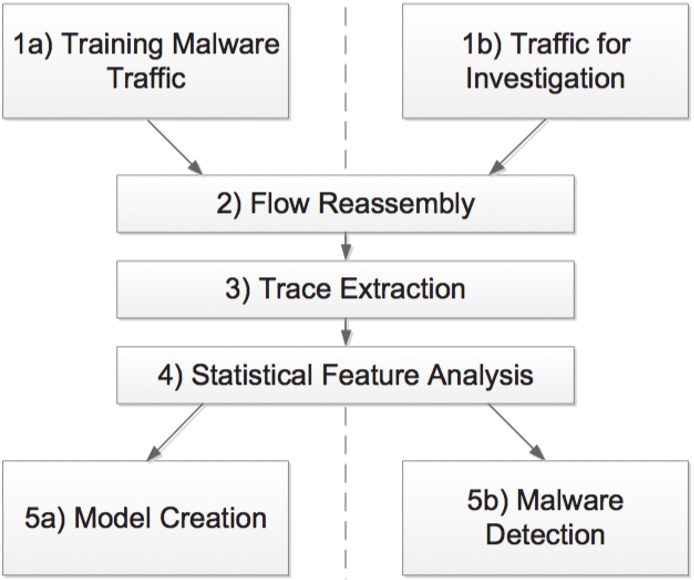 1a) Training Malware
Traffic
1b) Traffic for
Investigation
2) Flow Reassembly
3) Trace Extraction
4) Statistical Feature Analysis
5a) Model Creation
5b) Malware
Detection